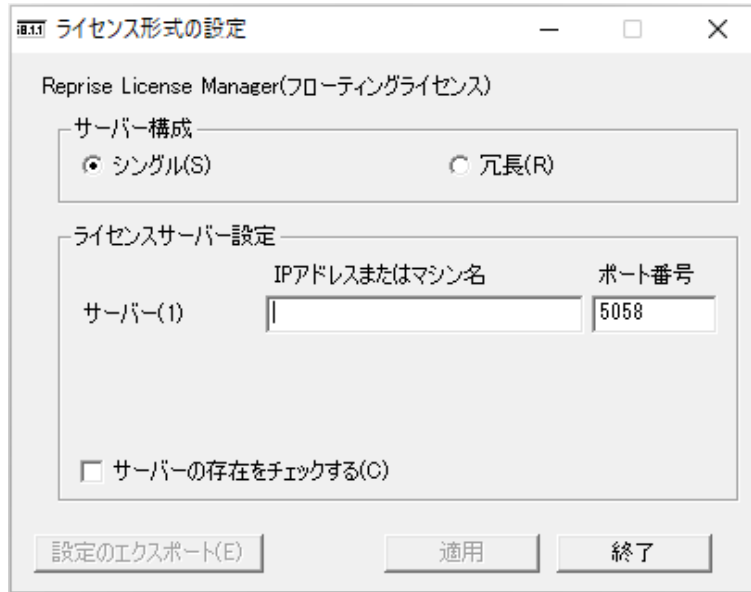 i8.1.1 ライセンス形式の設定
Reprise License Manager(フローティングライセンス)
サーバー構成
シングル(S) 冗長(R)
ライセンスサーバー設定
IPアドレスまたはマシン名 ポート番号
サーバー(1) 5058
サーバーの存在をチェックする(C)
設定のエクスポート(E) 適用 終了